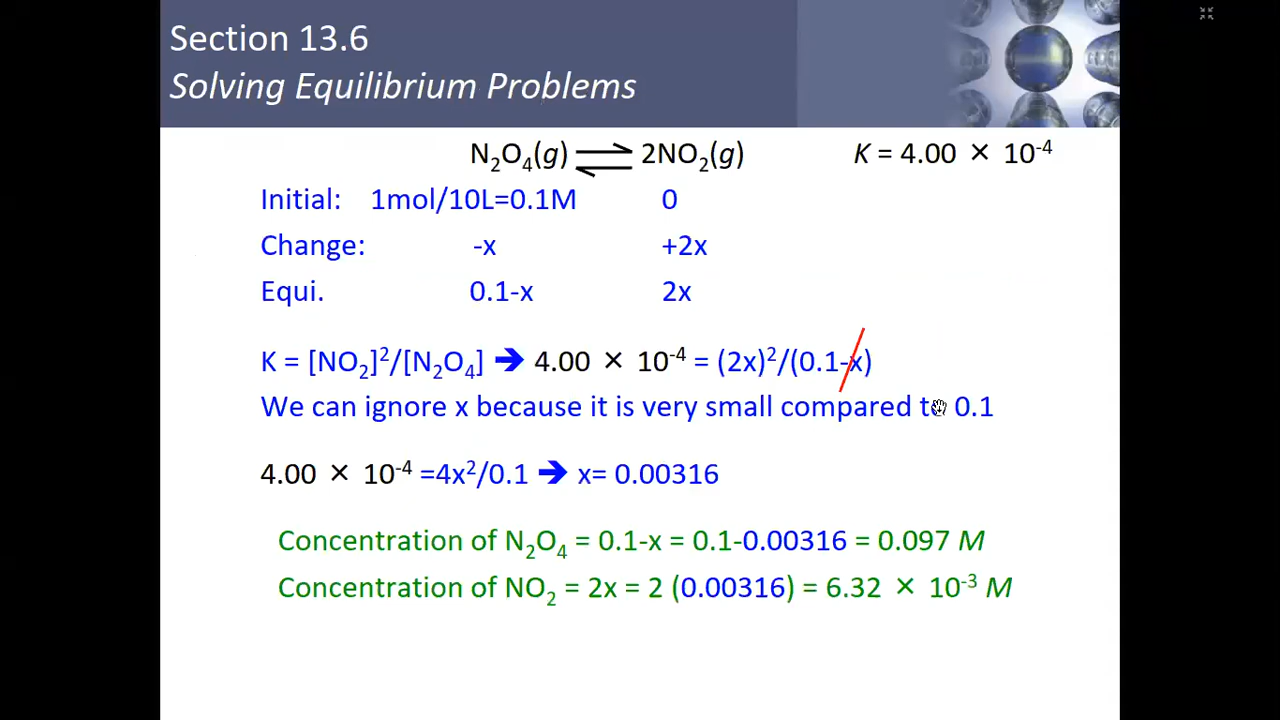 Section 13.6
Solving Equilibrium Problems
N₂O₄(g) ⇌ 2NO₂(g) K = 4.00 × 10⁻⁴
Initial: 1mol/10L=0.1M 0
Change: -x +2x
Equi. 0.1-x 2x
K = [NO₂]²/[N₂O₄] ➔ 4.00 × 10⁻⁴ = (2x)²/(0.1-x)
We can ignore x because it is very small compared to 0.1
4.00 × 10⁻⁴ =4x²/0.1 ➔ x= 0.00316
Concentration of N₂O₄ = 0.1-x = 0.1-0.00316 = 0.097 M
Concentration of NO₂ = 2x = 2 (0.00316) = 6.32 × 10⁻³ M